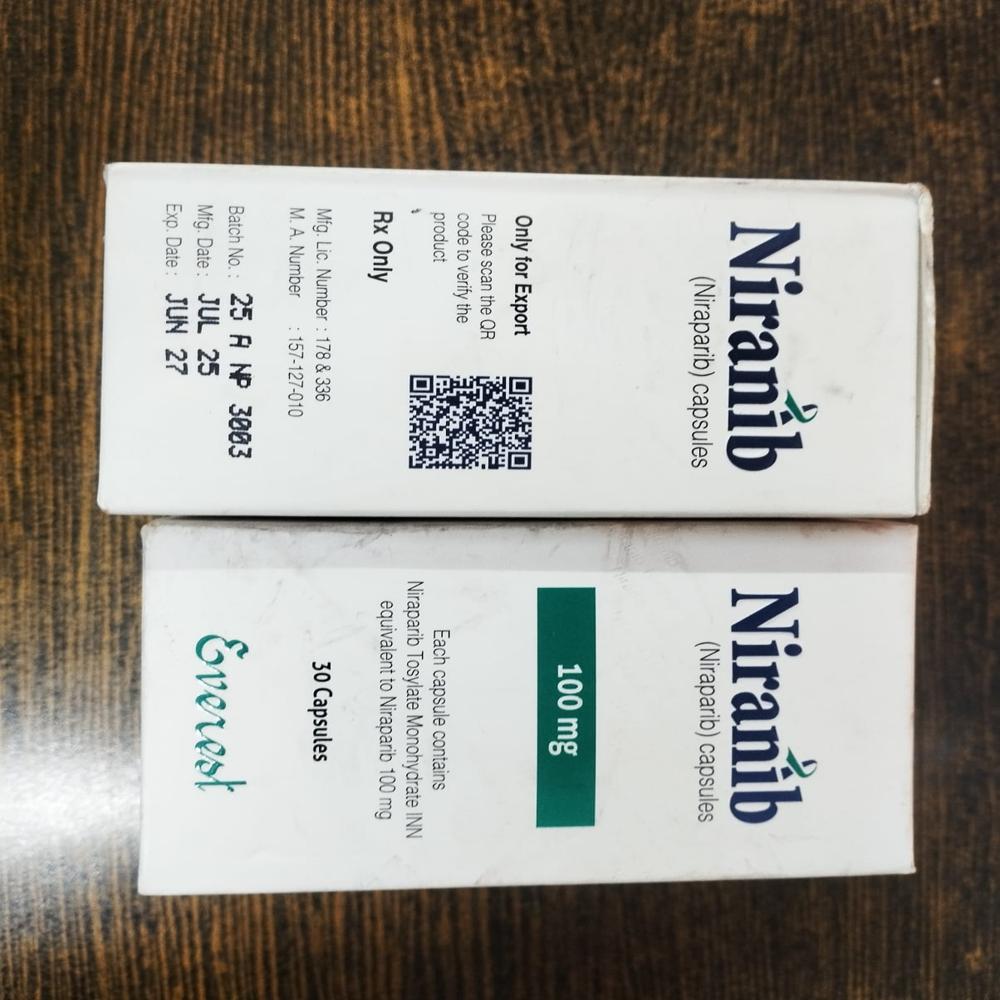 Niranib
(Niraparib) capsules
Only for Export
Please scan the QR
code to verify the
product
Rx Only
Mfg. Lic. Number : 178 & 336
M. A. Number : 157-127-010
Batch No. : 25 A NP 3003
Mfg. Date : JUL 25
Exp. Date : JUN 27
Niranib
(Niraparib) capsules
100 mg
Each capsule contains
Niraparib Tosylate Monohydrate INN
equivalent to Niraparib 100 mg
30 Capsules
Everest